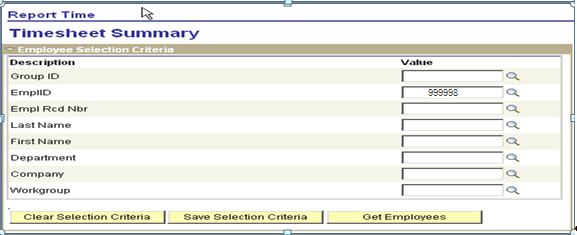 Report Time
Timesheet Summary
Employee Selection Criteria
Description Value
Group ID
EmplID 999998
Empl Rcd Nbr
Last Name
First Name
Department
Company
Workgroup
Clear Selection Criteria Save Selection Criteria Get Employees